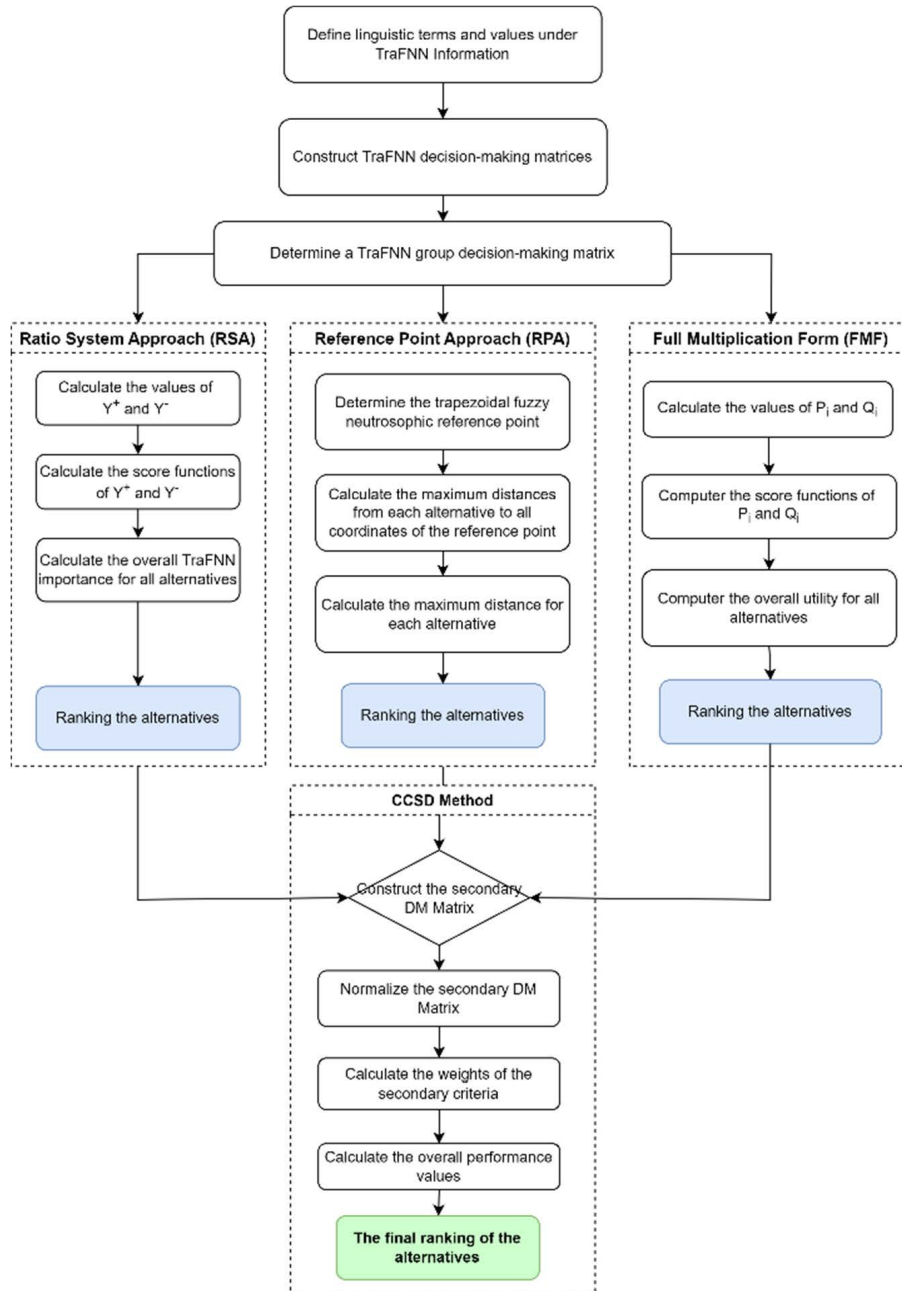 Define linguistic terms and values under
TraFNN Information
Construct TraFNN decision-making matrices
Determine a TraFNN group decision-making matrix
Ratio System Approach (RSA)
Calculate the values of
Y⁺ and Y⁻
Calculate the score functions
of Y⁺ and Y⁻
Calculate the overall TraFNN
importance for all alternatives
Ranking the alternatives
Reference Point Approach (RPA)
Determine the trapezoidal fuzzy
neutrosophic reference point
Calculate the maximum distances
from each alternative to all
coordinates of the reference point
Calculate the maximum distance for
each alternative
Ranking the alternatives
Full Multiplication Form (FMF)
Calculate the values of Pᵢ and Qᵢ
Computer the score functions of
Pᵢ and Qᵢ
Computer the overall utility for all
alternatives
Ranking the alternatives
CCSD Method
Construct the secondary
DM Matrix
Normalize the secondary DM
Matrix
Calculate the weights of the
secondary criteria
Calculate the overall performance
values
The final ranking of the
alternatives